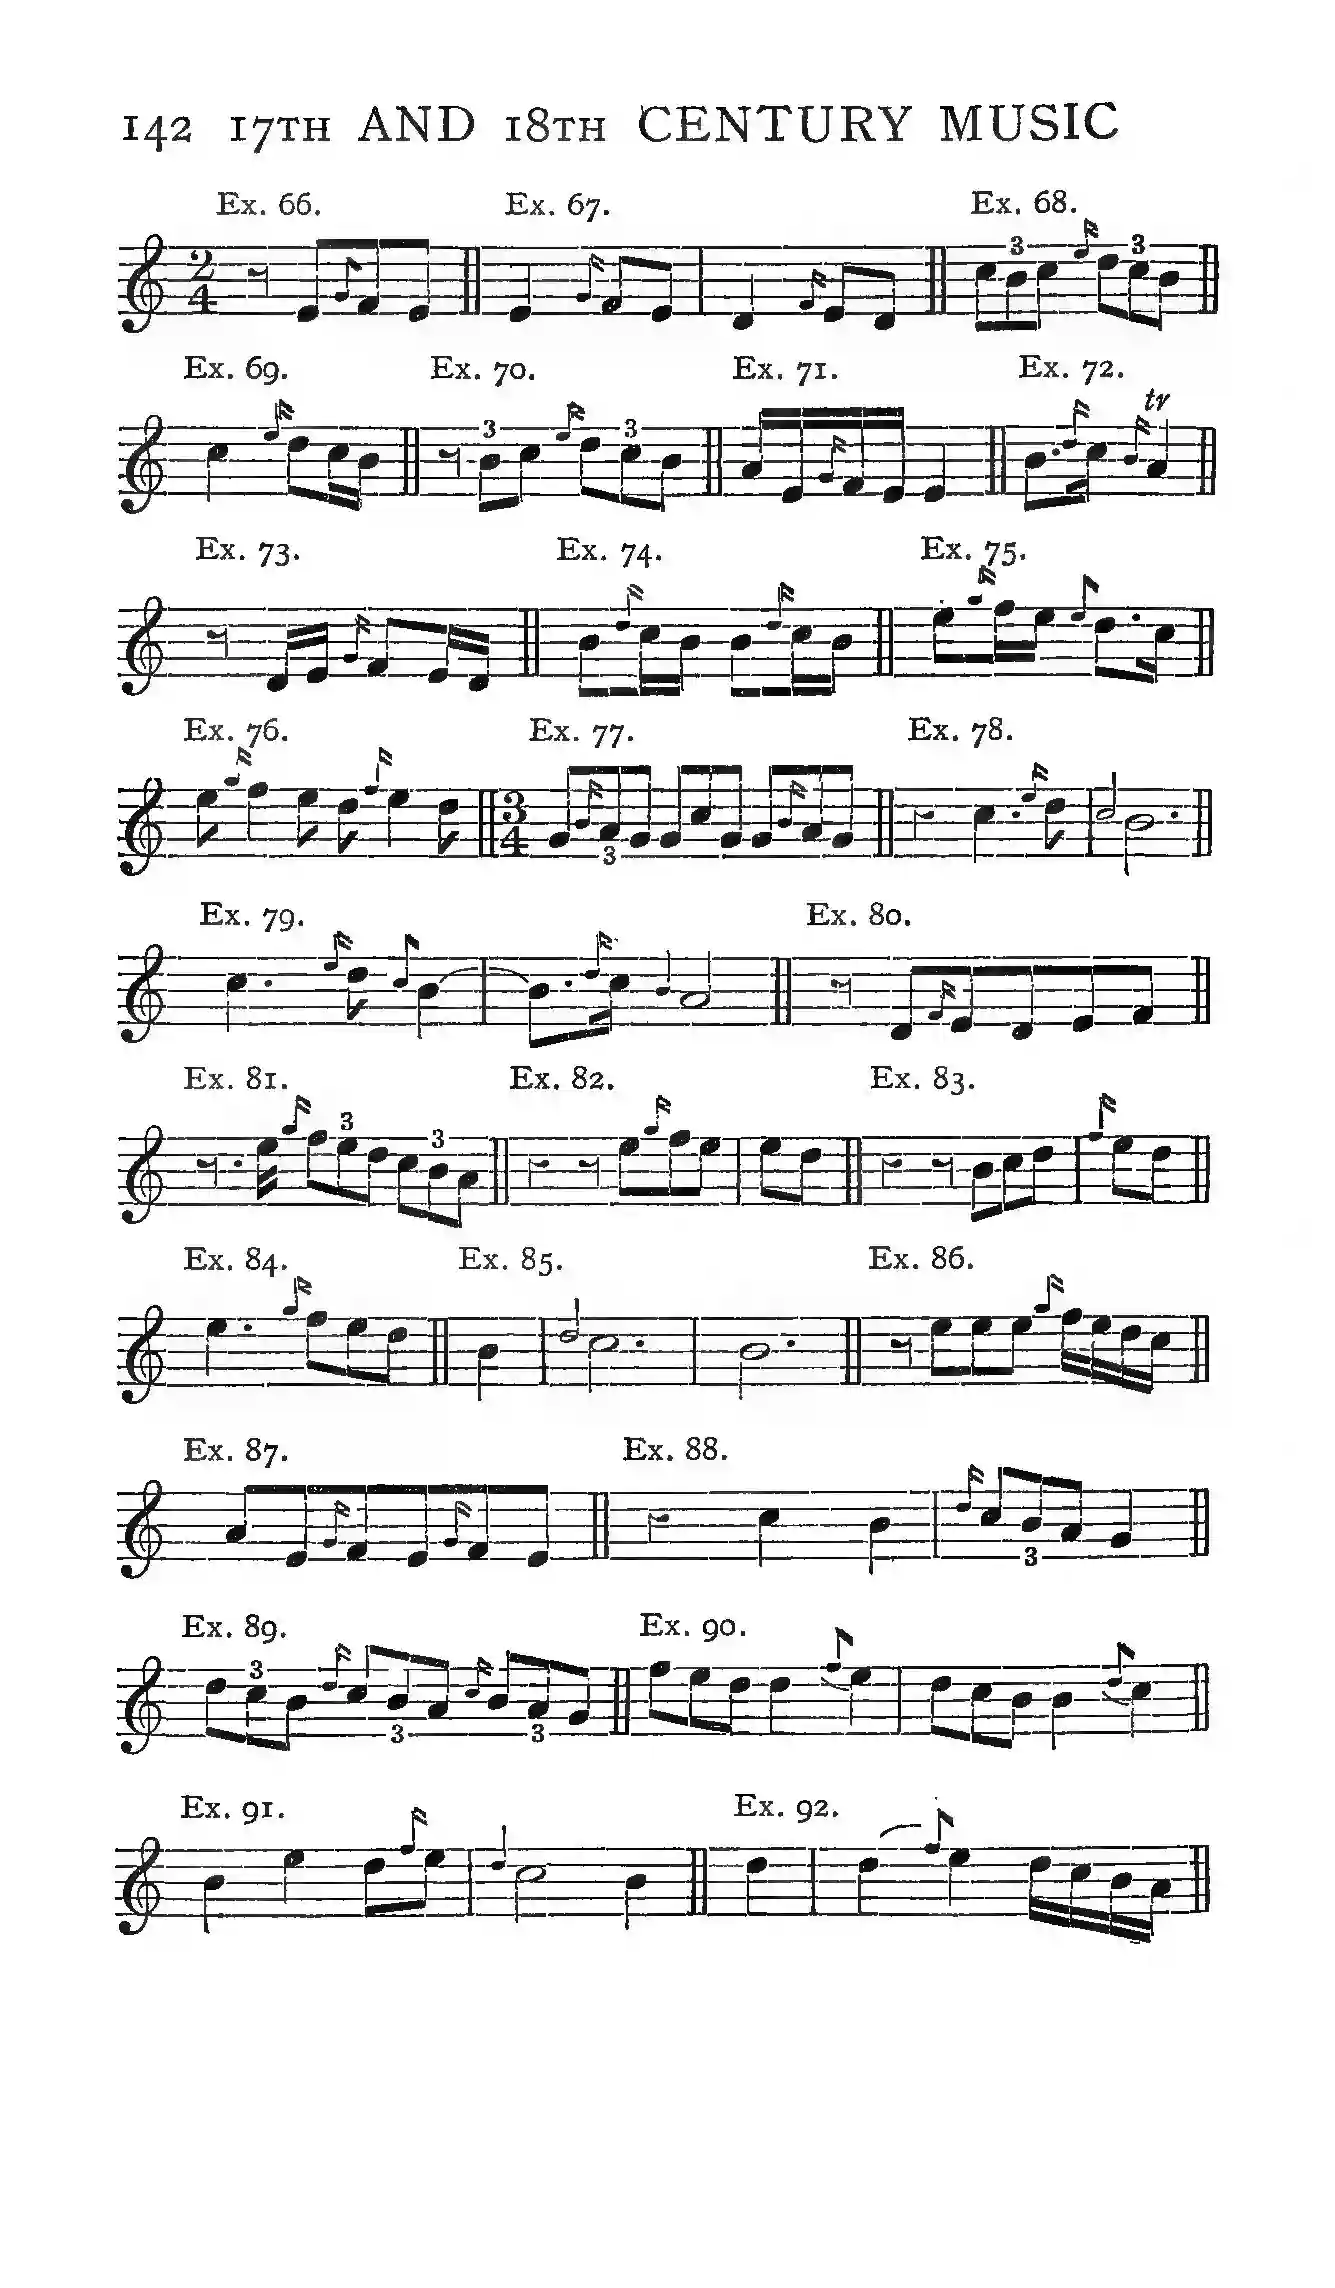 142 17TH AND 18TH CENTURY MUSIC
Ex. 66. Ex. 67. Ex. 68.
2 4 3 3
Ex. 69. Ex. 70. Ex. 71. Ex. 72.
3 3 tr
Ex. 73. Ex. 74. Ex. 75.
Ex. 76. Ex. 77. Ex. 78.
3 4 3
Ex. 79. Ex. 80.
Ex. 81. Ex. 82. Ex. 83.
3 3
Ex. 84. Ex. 85. Ex. 86.
Ex. 87. Ex. 88.
3
Ex. 89. Ex. 90.
3 3 3
Ex. 91. Ex. 92.